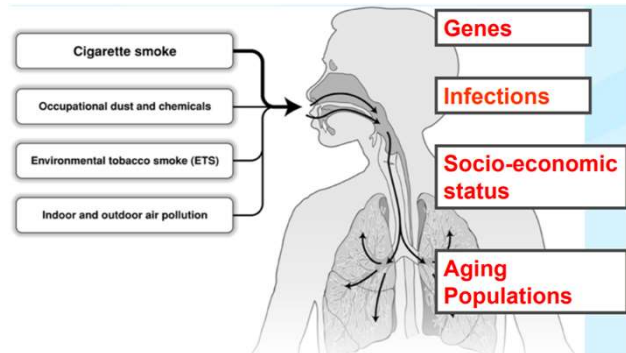 Cigarette smoke
Occupational dust and chemicals
Environmental tobacco smoke (ETS)
Indoor and outdoor air pollution
Genes
Infections
Socio-economic
status
Aging
Populations